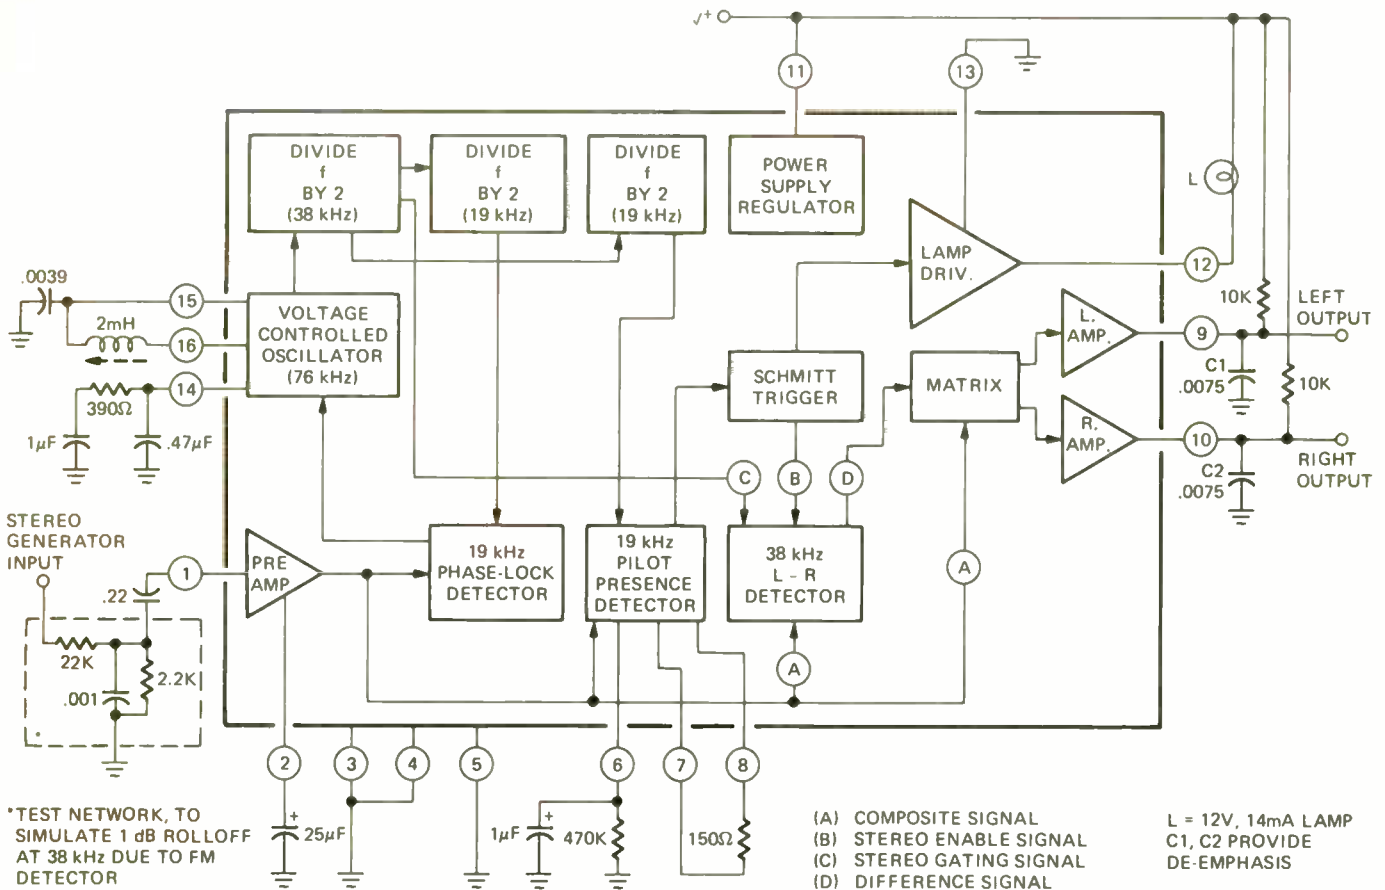 V+
11
13
DIVIDE
f
BY 2
(38 kHz)
DIVIDE
f
BY 2
(19 kHz)
DIVIDE
f
BY 2
(19 kHz)
POWER
SUPPLY
REGULATOR
L
LAMP
DRIV.
12
.0039
15
2mH
16
VOLTAGE
CONTROLLED
OSCILLATOR
(76 kHz)
14
390Ω
1µF
.47µF
10K
LEFT
OUTPUT
L.
AMP.
9
C1
.0075
SCHMITT
TRIGGER
MATRIX
10K
R.
AMP.
10
C2
.0075
RIGHT
OUTPUT
C
B
D
STEREO
GENERATOR
INPUT
1
.22
PRE
AMP
19 kHz
PHASE-LOCK
DETECTOR
19 kHz
PILOT
PRESENCE
DETECTOR
38 kHz
L - R
DETECTOR
A
A
22K
2.2K
.001
*
2
3
4
5
6
7
8
+
25µF
+
1µF
470K
150Ω
*TEST NETWORK, TO
SIMULATE 1 dB ROLLOFF
AT 38 kHz DUE TO FM
DETECTOR
(A) COMPOSITE SIGNAL
(B) STEREO ENABLE SIGNAL
(C) STEREO GATING SIGNAL
(D) DIFFERENCE SIGNAL
L = 12V, 14mA LAMP
C1, C2 PROVIDE
DE-EMPHASIS